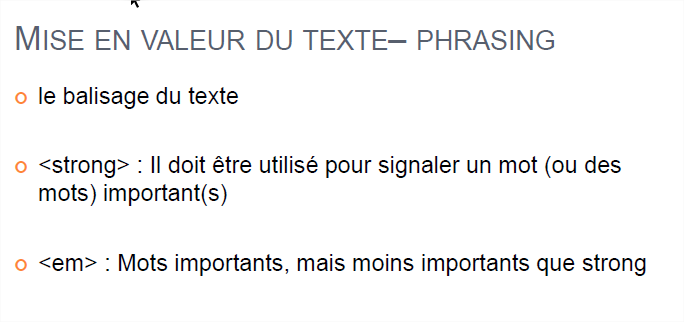 MISE EN VALEUR DU TEXTE– PHRASING
le balisage du texte
<strong> : Il doit être utilisé pour signaler un mot (ou des
mots) important(s)
<em> : Mots importants, mais moins importants que strong